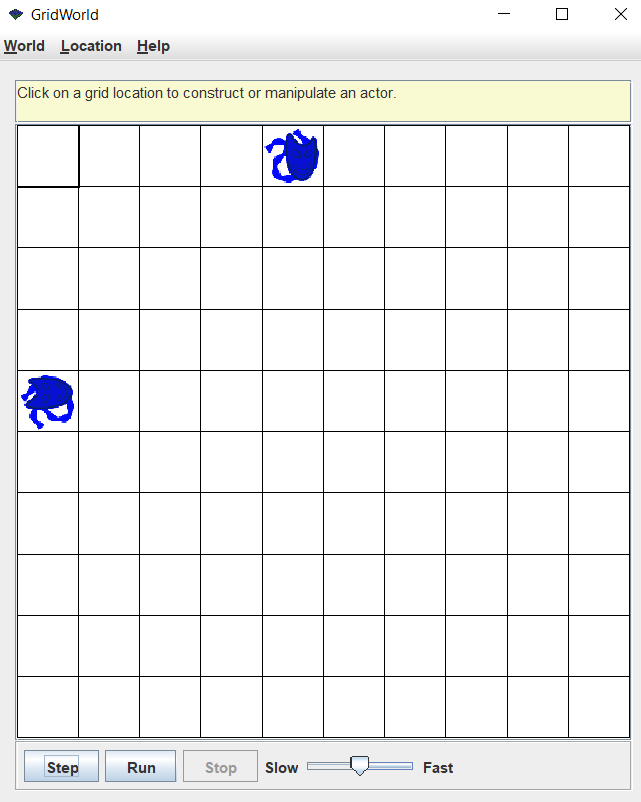 GridWorld
World Location Help
Click on a grid location to construct or manipulate an actor.
Step Run Stop Slow Fast